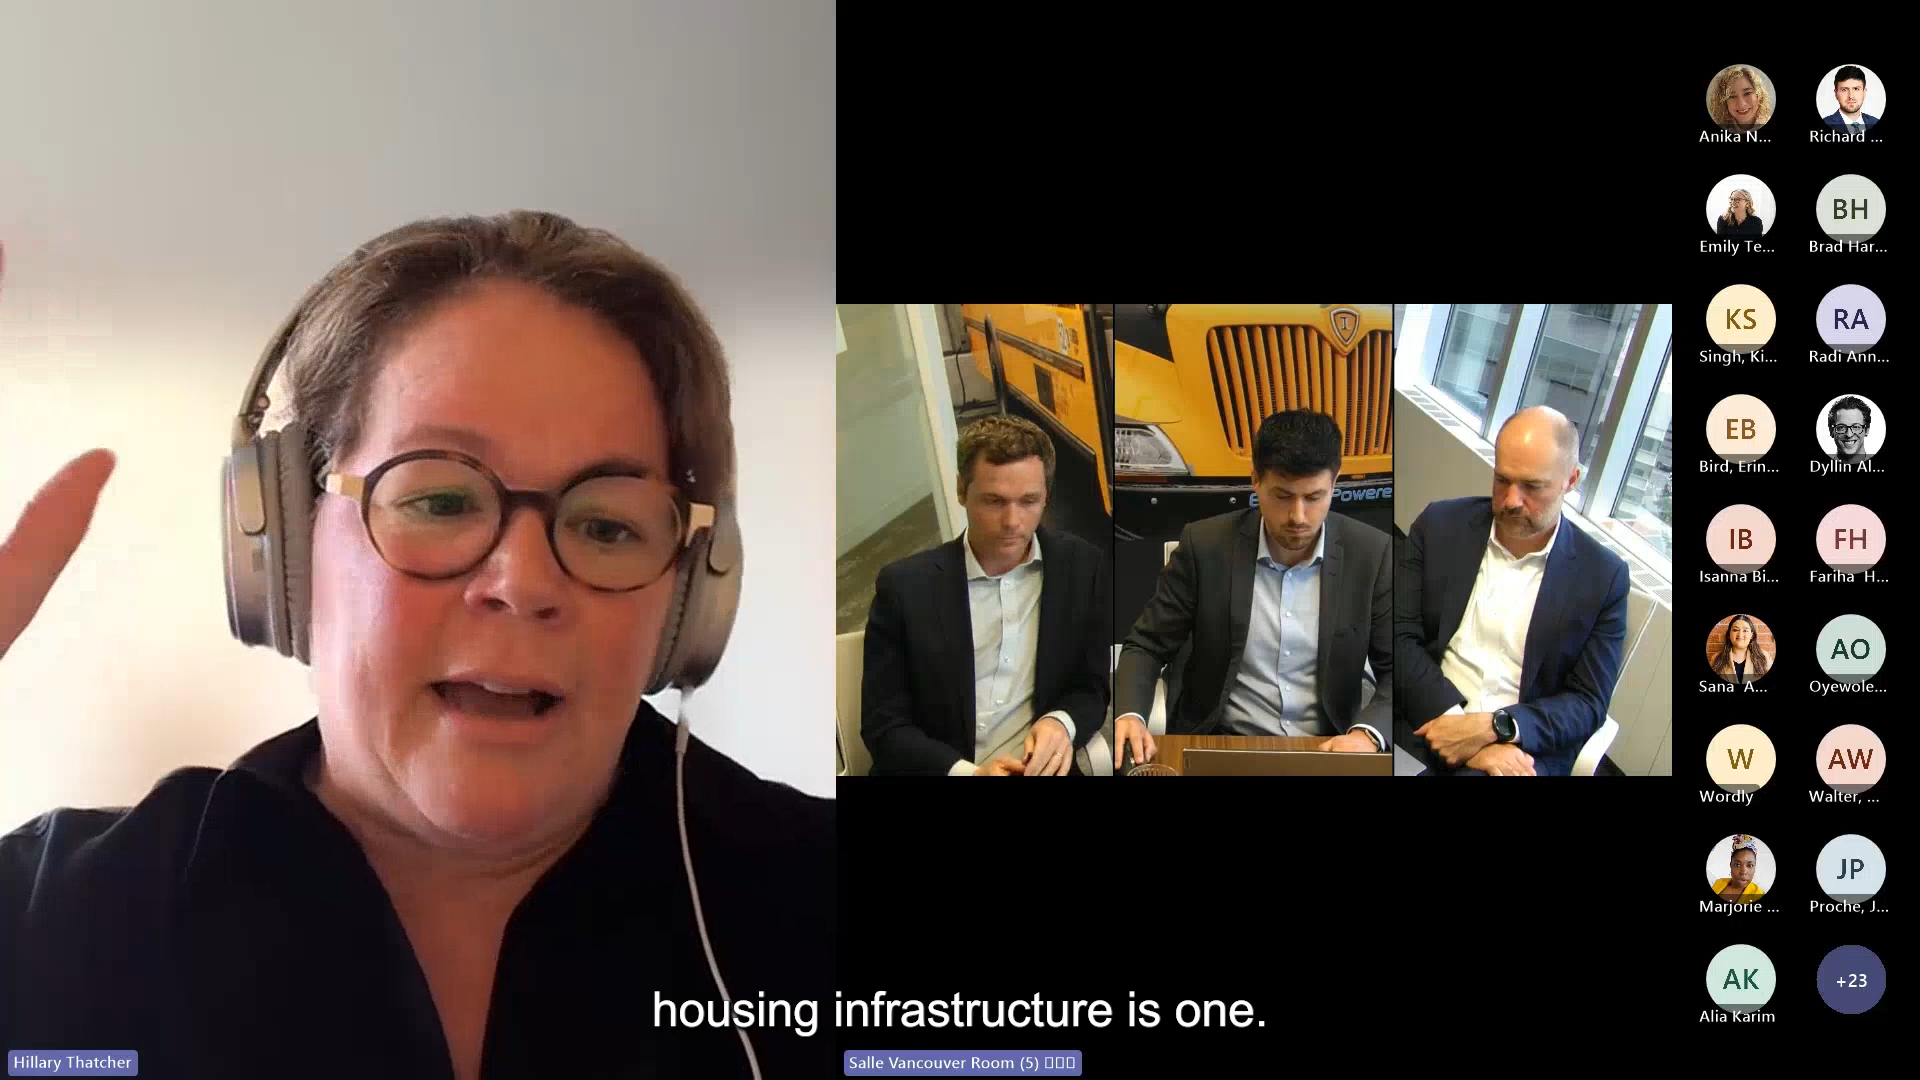 Anika N...
Richard ...
Emily Te...
BH
Brad Har...
KS
Singh, Ki...
RA
Radi Ann...
EB
Bird, Erin...
Dyllin Al...
IB
Isanna Bi...
FH
Fariha H...
Sana A...
AO
Oyewole...
W
Wordly
AW
Walter, ...
Marjorie ...
JP
Proche, J...
AK
Alia Karim
+23
Powere
housing infrastructure is one.
Hillary Thatcher
Salle Vancouver Room (5)